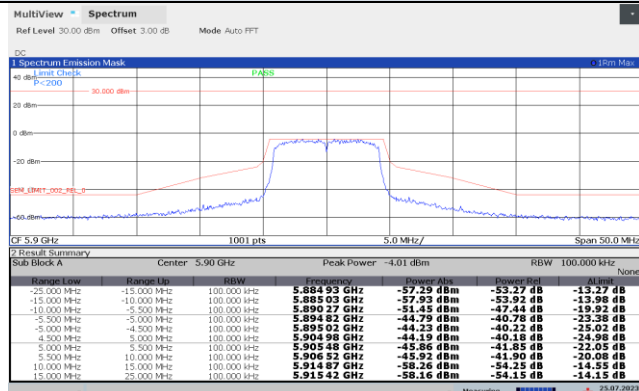 MultiView Spectrum
Ref Level 30.00 dBm Offset 3.00 dB Mode Auto FFT
DC
1 Spectrum Emission Mask 1Rm Max
Limit Check PASS
40 dBm
P<200
30.000 dBm
20 dBm
0 dBm
-20 dBm
SEM_LIMIT_002_REL_0
-60 dBm
CF 5.9 GHz 1001 pts 5.0 MHz/ Span 50.0 MHz
2 Result Summary None
Sub Block A Center 5.90 GHz Peak Power -4.01 dBm RBW 100.000 kHz
Range Low Range Up RBW Frequency Power Abs Power Rel ΔLimit
-25.000 MHz -15.000 MHz 100.000 kHz 5.884 93 GHz -57.29 dBm -53.27 dB -13.27 dB
-15.000 MHz -10.000 MHz 100.000 kHz 5.885 03 GHz -57.93 dBm -53.92 dB -13.98 dB
-10.000 MHz -5.500 MHz 100.000 kHz 5.890 27 GHz -51.45 dBm -47.44 dB -19.92 dB
-5.500 MHz -5.000 MHz 100.000 kHz 5.894 82 GHz -44.79 dBm -40.78 dB -23.38 dB
-5.000 MHz -4.500 MHz 100.000 kHz 5.895 02 GHz -44.23 dBm -40.22 dB -25.02 dB
4.500 MHz 5.000 MHz 100.000 kHz 5.904 98 GHz -44.19 dBm -40.18 dB -24.98 dB
5.000 MHz 5.500 MHz 100.000 kHz 5.905 48 GHz -45.86 dBm -41.85 dB -22.05 dB
5.500 MHz 10.000 MHz 100.000 kHz 5.906 52 GHz -45.92 dBm -41.90 dB -20.08 dB
10.000 MHz 15.000 MHz 100.000 kHz 5.914 87 GHz -58.26 dBm -54.25 dB -14.55 dB
15.000 MHz 25.000 MHz 100.000 kHz 5.915 42 GHz -58.16 dBm -54.15 dB -14.15 dB
Measuring 25.07.2023